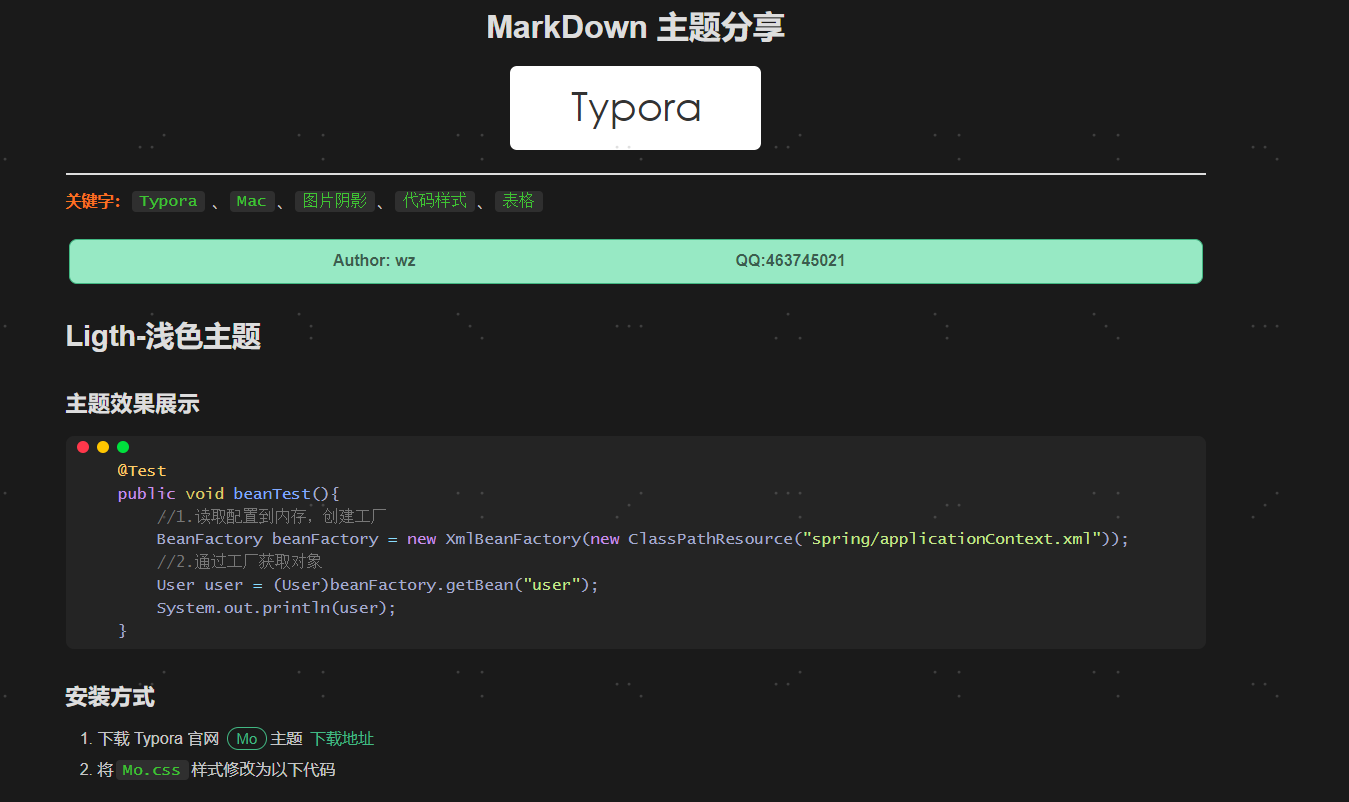 MarkDown 主题分享
Typora
关键字： Typora 、 Mac 、 图片阴影 、 代码样式 、 表格
Author: wz QQ:463745021
Ligth-浅色主题
主题效果展示
@Test
public void beanTest(){
//1.读取配置到内存，创建工厂
BeanFactory beanFactory = new XmlBeanFactory(new ClassPathResource("spring/applicationContext.xml"));
//2.通过工厂获取对象
User user = (User)beanFactory.getBean("user");
System.out.println(user);
}
安装方式
1. 下载 Typora 官网 Mo 主题 下载地址
2. 将 Mo.css 样式修改为以下代码